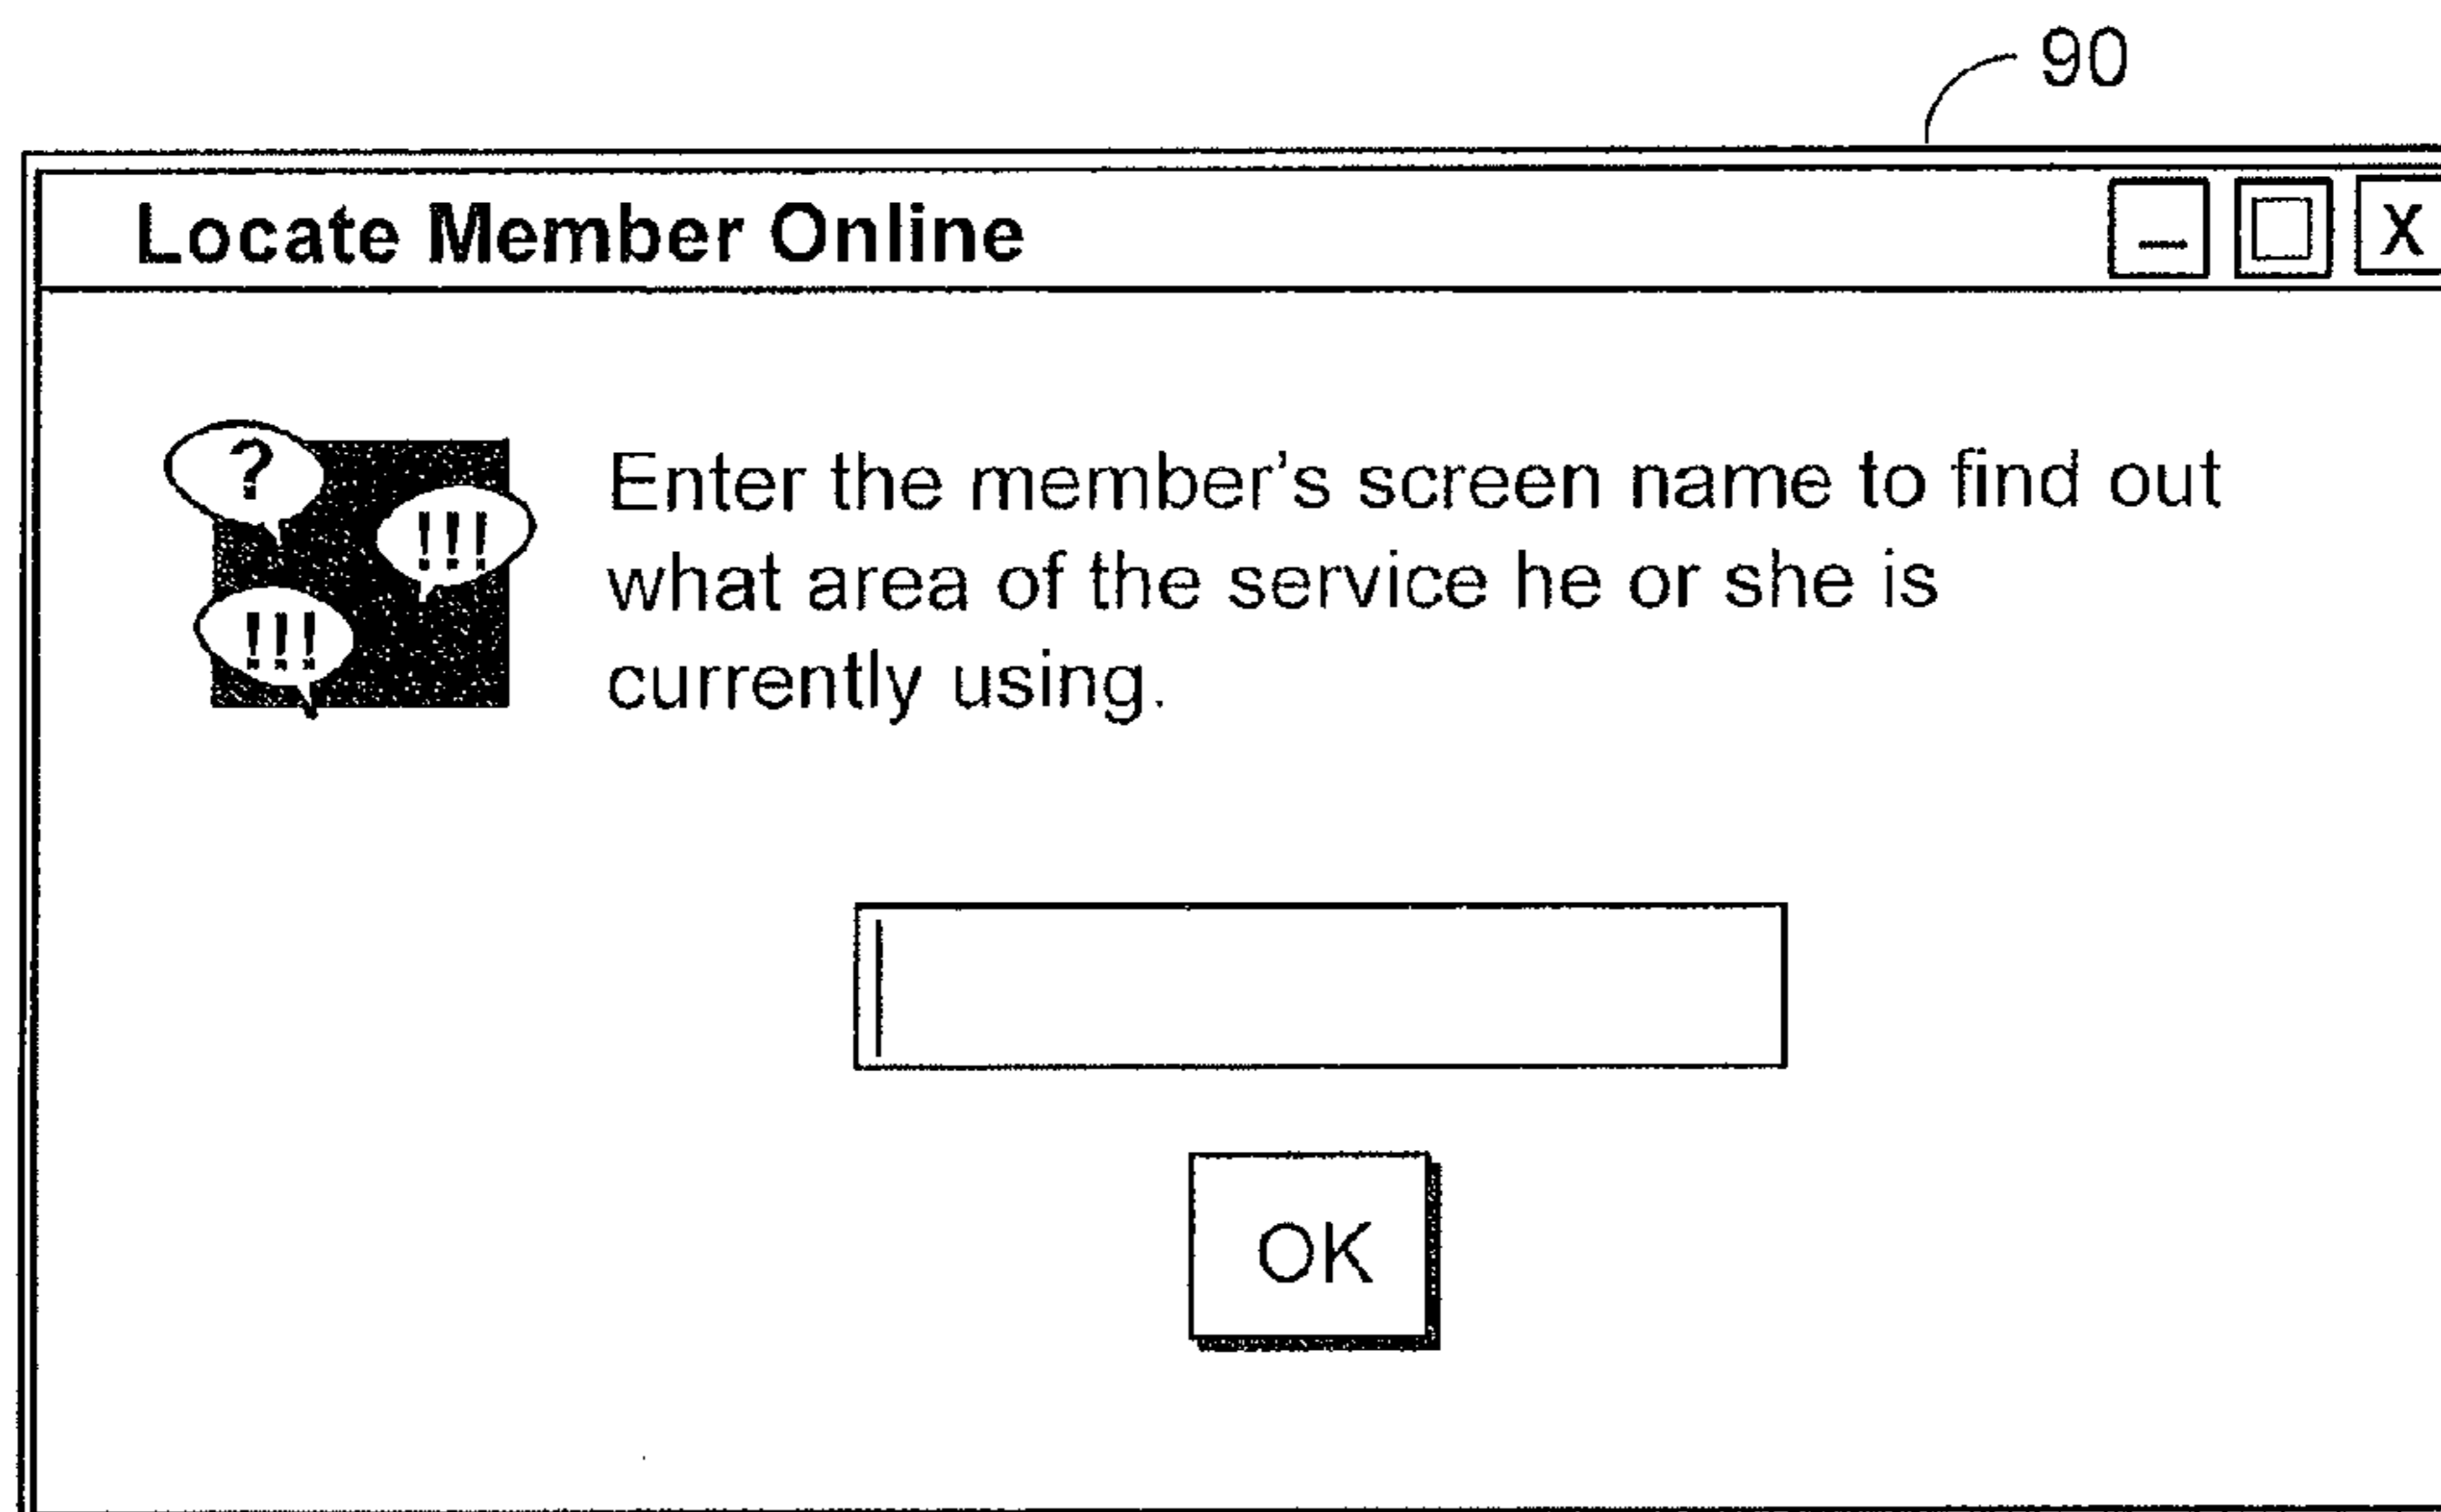 90
Locate Member Online
X
?
!!!
!!!
Enter the member’s screen name to find out
what area of the service he or she is
currently using.
OK